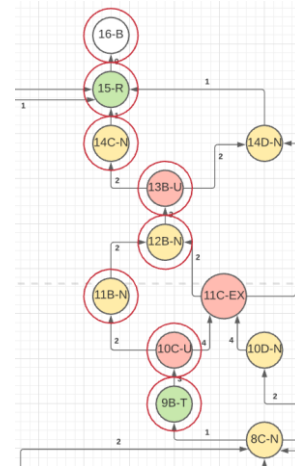 16-B
15-R
1
1
14C-N
14D-N
2
2
13B-U
12B-N
2
2
11B-N
11C-EX
2
4
4
10C-U
10D-N
9B-T
2
1
8C-N
2